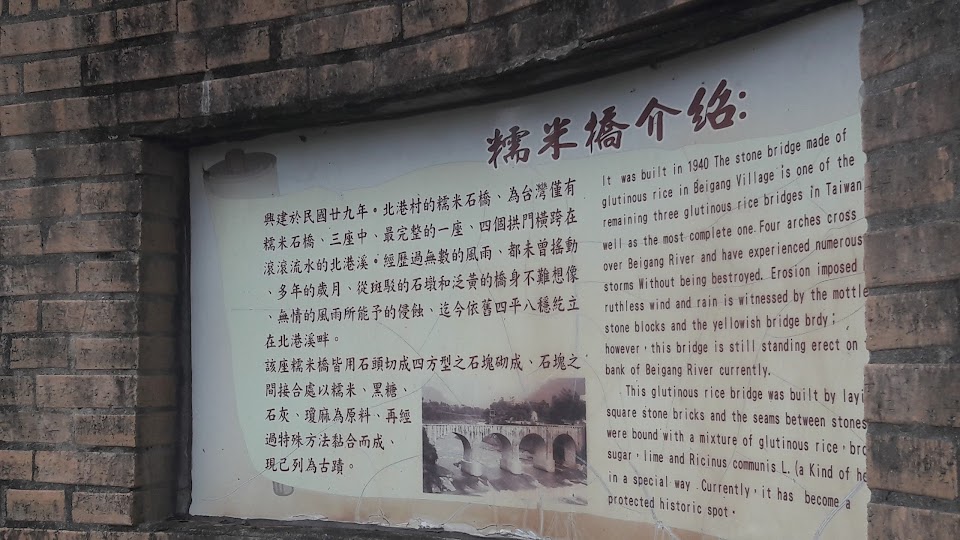 糯米橋介紹:
興建於民國廿九年。北港村的糯米石橋、為台灣僅有
糯米石橋、三座中、最完整的一座、四個拱門橫跨在
滾滾流水的北港溪。經歷過無數的風雨、都未曾搖動
、多年的歲月、從斑駁的石墩和泛黃的橋身不難想像
、無情的風雨所能予的侵蝕、迄今依舊四平八穩屹立
在北港溪畔。
該座糯米橋皆用石頭切成四方型之石塊砌成、石塊之
間接合處以糯米、黑糖、
石灰、瓊麻為原料、再經
過特殊方法黏合而成、
現己列為古蹟。
It was built in 1940 The stone bridge made of
glutinous rice in Beigang Village is one of the
remaining three glutinous rice bridges in Taiwan
well as the most complete one. Four arches cross
over Beigang River and have experienced numerous
storms Without being bestroyed. Erosion imposed
ruthless wind and rain is witnessed by the mottle
stone blocks and the yellowish bridge brdy;
however, this bridge is still standing erect on
bank of Beigang River currently.
This glutinous rice bridge was built by layi
square stone bricks and the seams between stones
were bound with a mixture of glutinous rice, bro
sugar, lime and Ricinus communis L. (a Kind of he
in a special way. Currently, it has become a
protected historic spot.